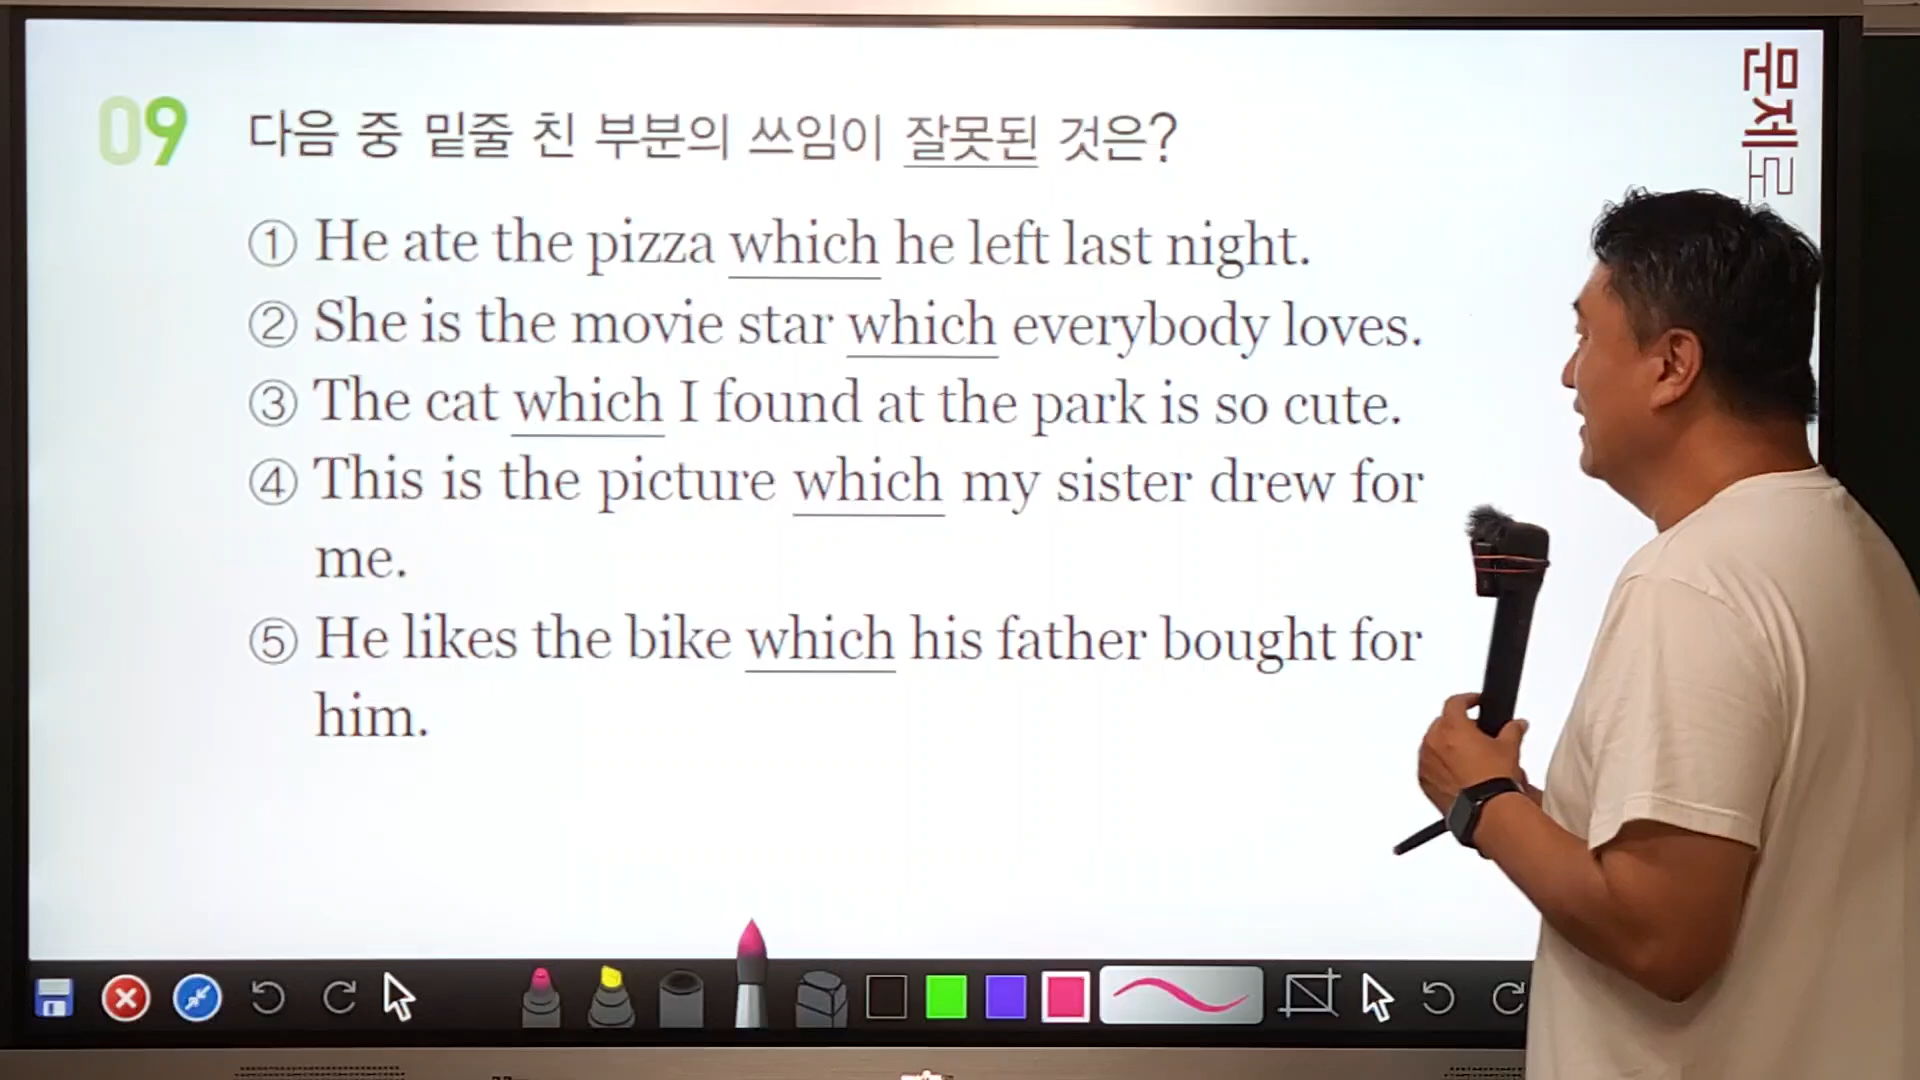 문제로
09 다음 중 밑줄 친 부분의 쓰임이 잘못된 것은?
① He ate the pizza which he left last night.
② She is the movie star which everybody loves.
③ The cat which I found at the park is so cute.
④ This is the picture which my sister drew for
me.
⑤ He likes the bike which his father bought for
him.